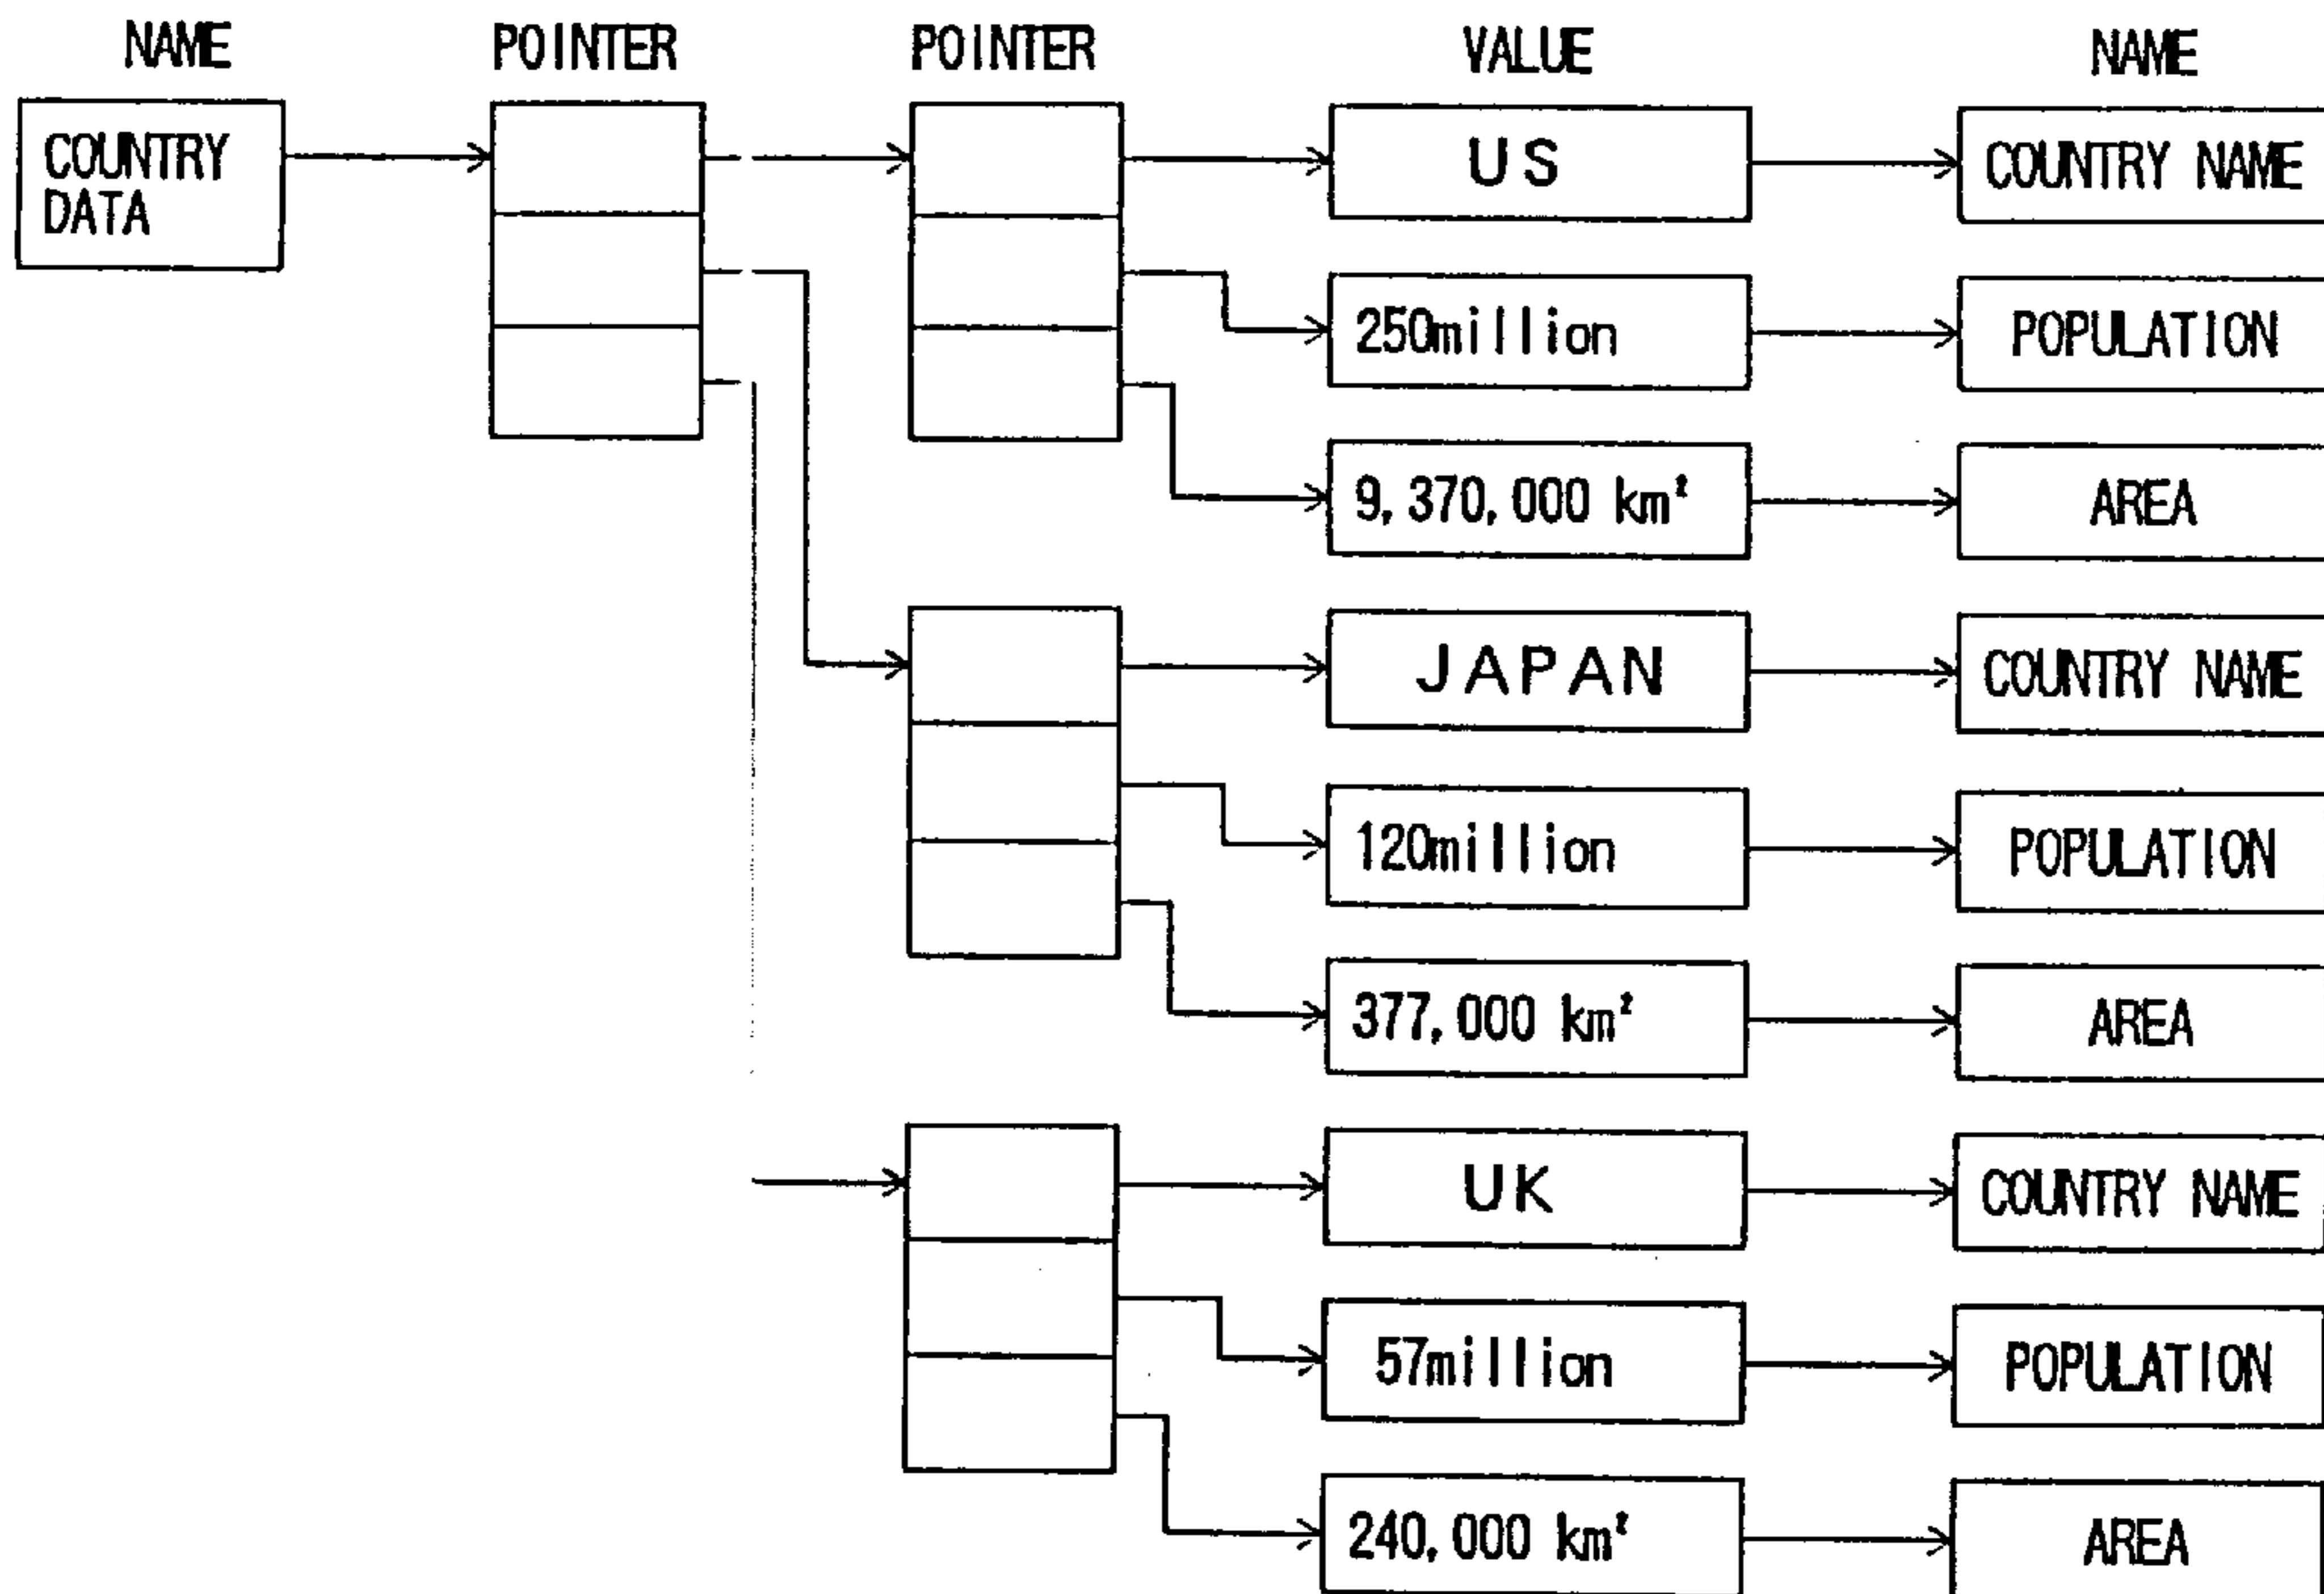 NAME POINTER POINTER VALUE NAME
COUNTRY
DATA
US COUNTRY NAME
250million POPULATION
9,370,000 km² AREA
JAPAN COUNTRY NAME
120million POPULATION
377,000 km² AREA
UK COUNTRY NAME
57million POPULATION
240,000 km² AREA